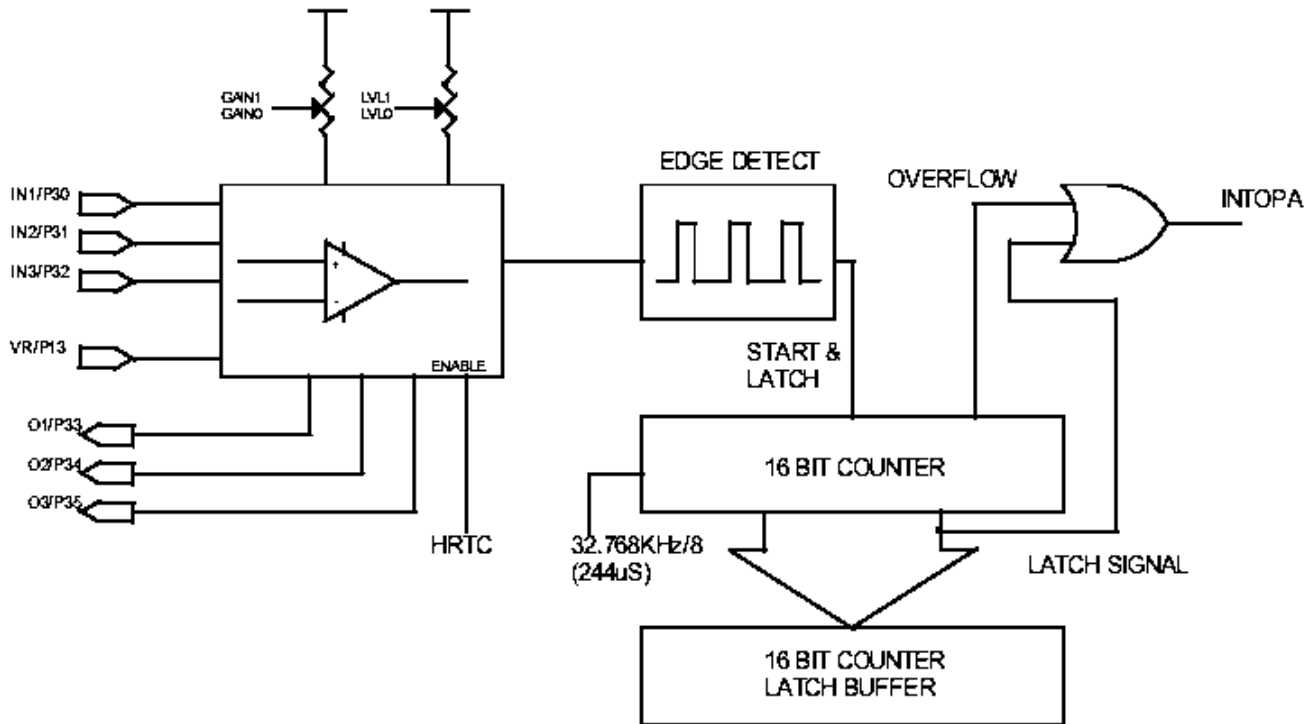 GAIN1
GAIN0
LVL1
LVL0
EDGE DETECT
OVERFLOW
INTOPA
IN1/P30
IN2/P31
IN3/P32
VR/P13
+
-
ENABLE
START &
LATCH
O1/P33
O2/P34
O3/P35
16 BIT COUNTER
HRTC
32.768KHz/8
(244uS)
LATCH SIGNAL
16 BIT COUNTER
LATCH BUFFER